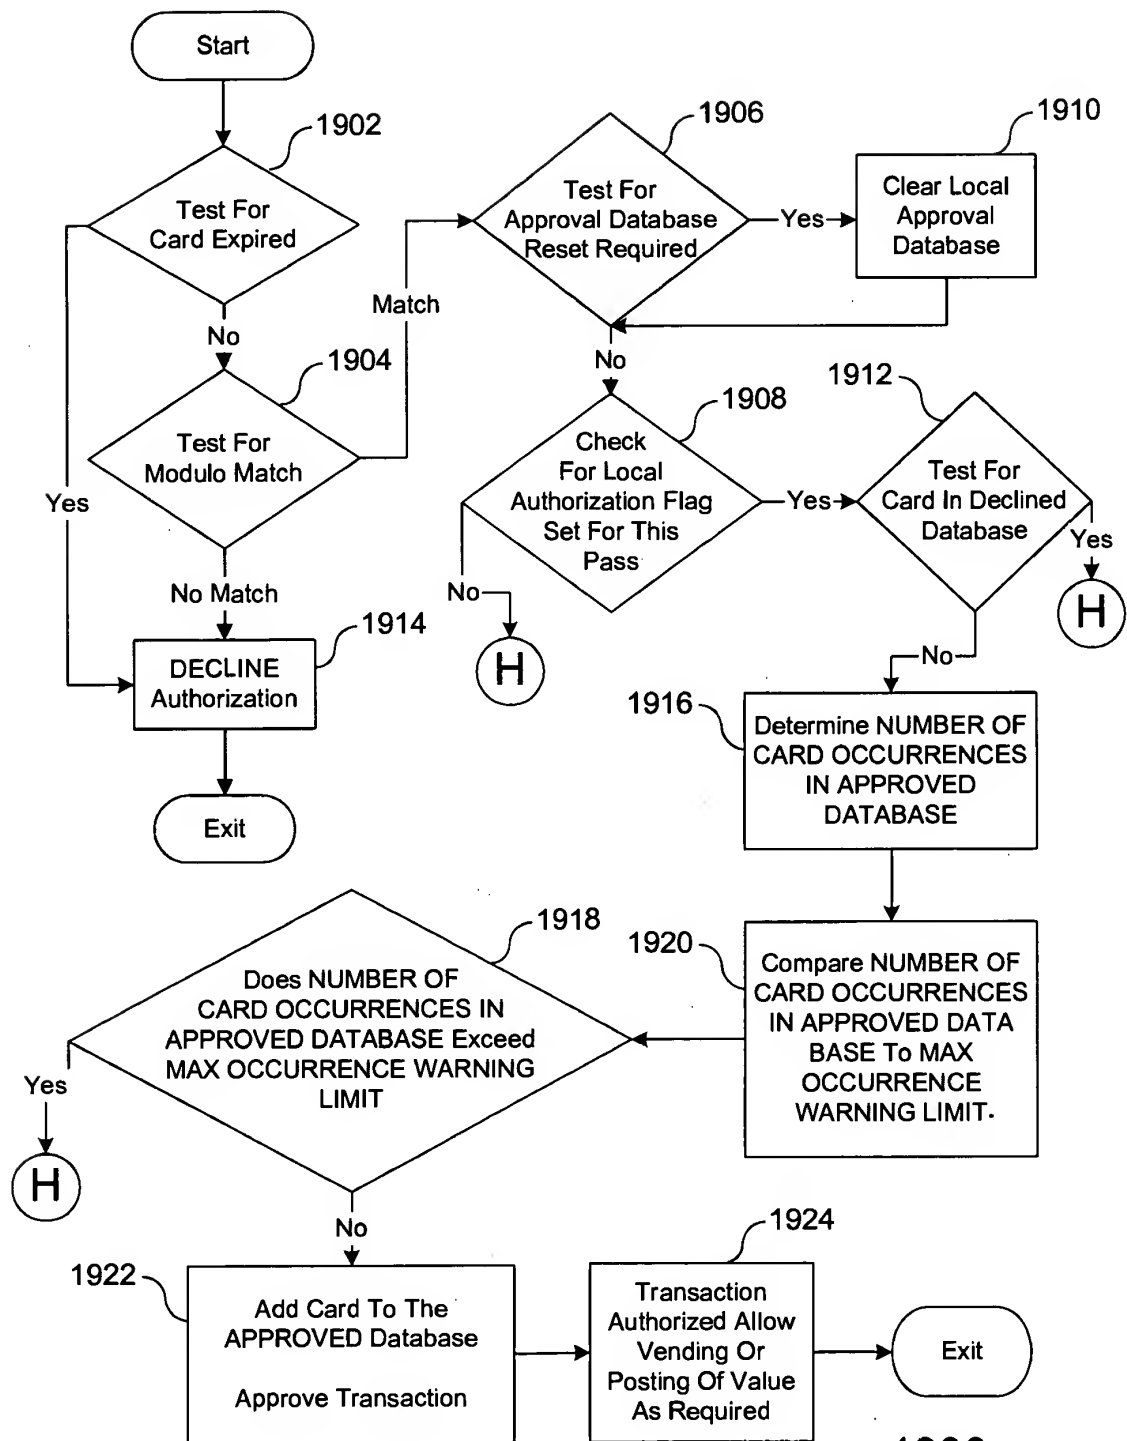 Start
1902
Test For
Card Expired
No
1904
Test For
Modulo Match
Yes
No Match
1914
DECLINE
Authorization
Exit
Match
1906
Test For
Approval Database
Reset Required
Yes
1910
Clear Local
Approval
Database
No
1908
Check
For Local
Authorization Flag
Set For This
Pass
No
H
Yes
1912
Test For
Card In Declined
Database
Yes
H
No
1916
Determine NUMBER OF
CARD OCCURRENCES
IN APPROVED
DATABASE
1920
Compare NUMBER OF
CARD OCCURRENCES
IN APPROVED DATA
BASE To MAX
OCCURRENCE
WARNING LIMIT.
1918
Does NUMBER OF
CARD OCCURRENCES IN
APPROVED DATABASE Exceed
MAX OCCURRENCE WARNING
LIMIT
Yes
H
No
1922
Add Card To The
APPROVED Database
Approve Transaction
1924
Transaction
Authorized Allow
Vending Or
Posting Of Value
As Required
Exit